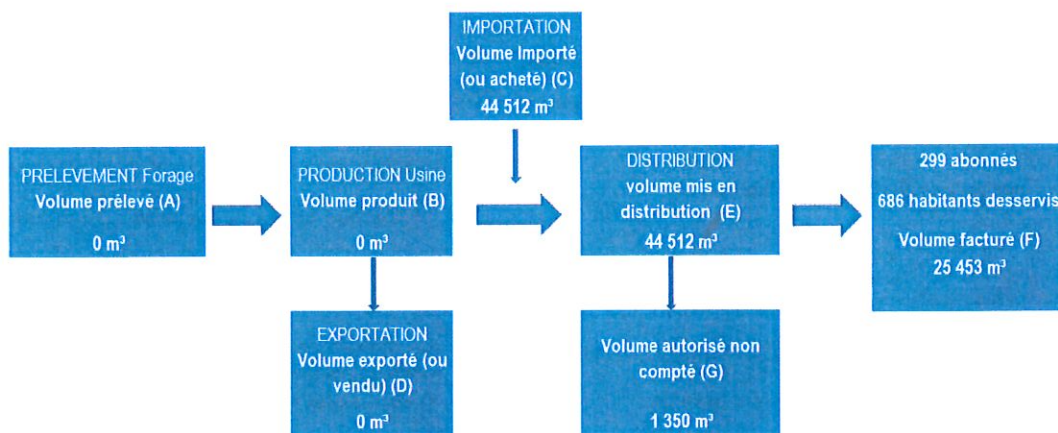 IMPORTATION
Volume Importé
(ou acheté) (C)
44 512 m³
PRELEVEMENT Forage
Volume prélevé (A)
0 m³
PRODUCTION Usine
Volume produit (B)
0 m³
DISTRIBUTION
volume mis en
distribution (E)
44 512 m³
299 abonnés
686 habitants desservis
Volume facturé (F)
25 453 m³
EXPORTATION
Volume exporté (ou
vendu) (D)
0 m³
Volume autorisé non
compté (G)
1 350 m³